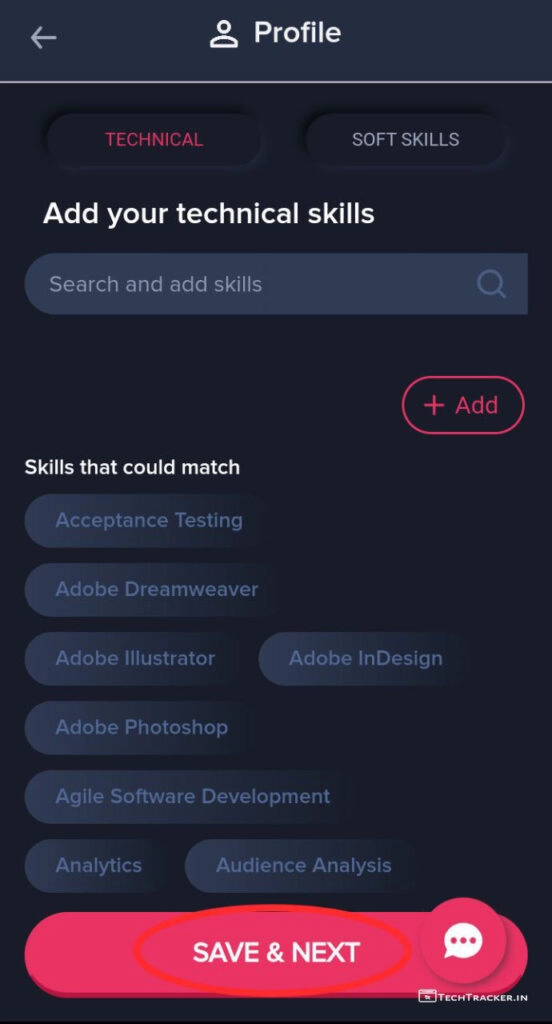 Profile
TECHNICAL SOFT SKILLS
Add your technical skills
Search and add skills
+ Add
Skills that could match
Acceptance Testing
Adobe Dreamweaver
Adobe Illustrator Adobe InDesign
Adobe Photoshop
Agile Software Development
Analytics Audience Analysis
SAVE & NEXT
TECHTRACKER.IN